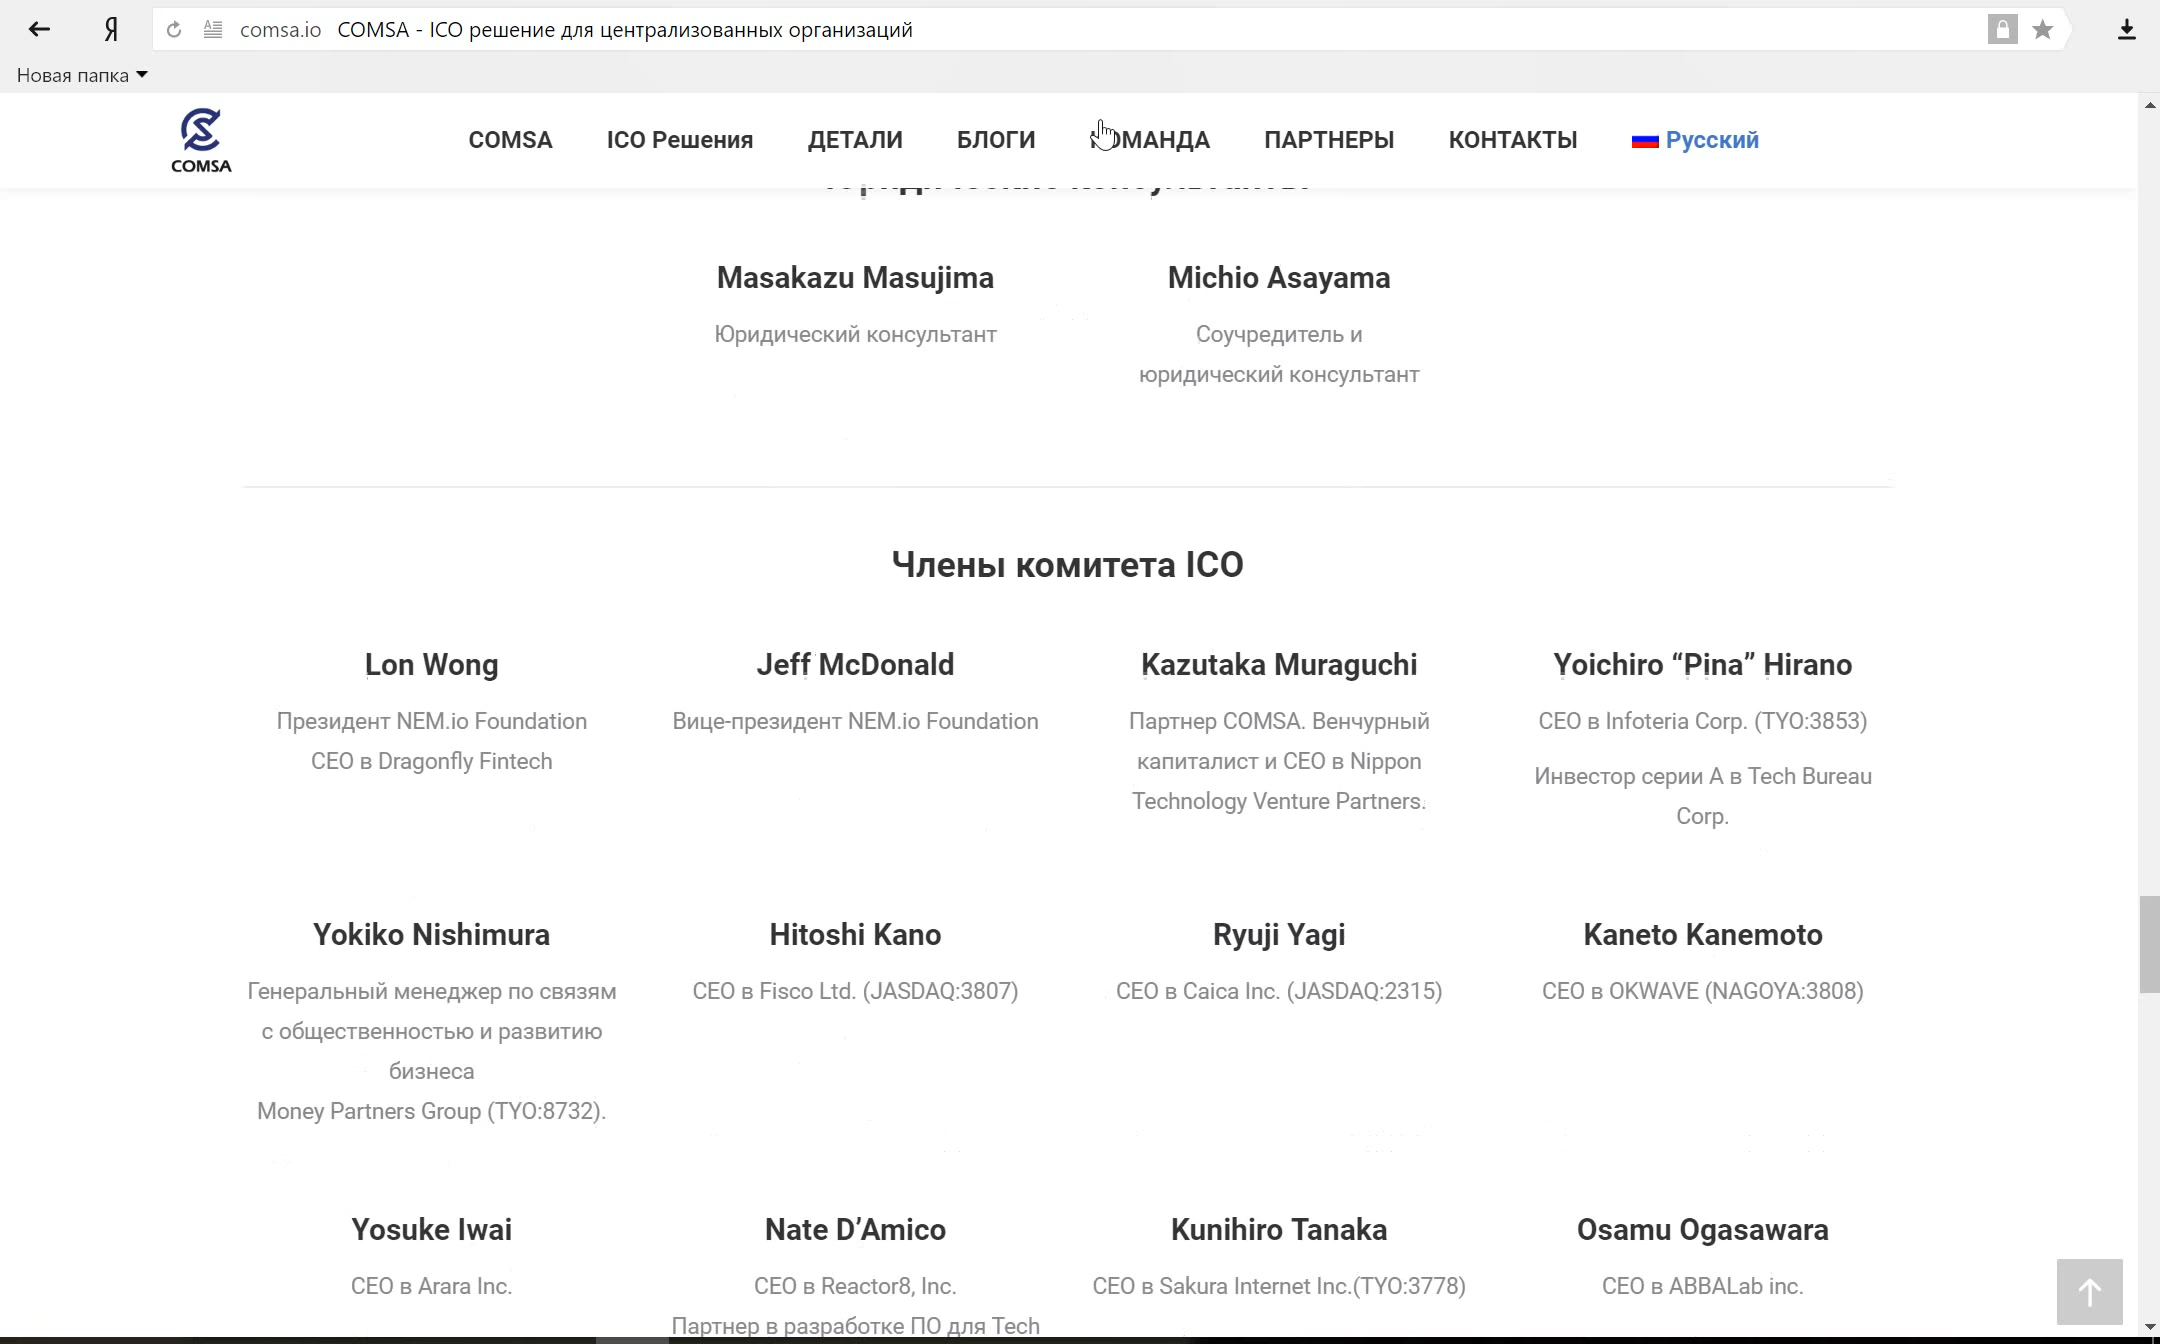 Я
comsa.io COMSA - ICO решение для централизованных организаций
Новая папка
COMSA
COMSA ICO Решения ДЕТАЛИ БЛОГИ КОМАНДА ПАРТНЕРЫ КОНТАКТЫ Русский
Masakazu Masujima
Юридический консультант
Michio Asayama
Соучредитель и
юридический консультант
Члены комитета ICO
Lon Wong
Президент NEM.io Foundation
CEO в Dragonfly Fintech
Jeff McDonald
Вице-президент NEM.io Foundation
Kazutaka Muraguchi
Партнер COMSA. Венчурный
капиталист и CEO в Nippon
Technology Venture Partners.
Yoichiro “Pina” Hirano
CEO в Infoteria Corp. (TYO:3853)
Инвестор серии А в Tech Bureau
Corp.
Yokiko Nishimura
Генеральный менеджер по связям
с общественностью и развитию
бизнеса
Money Partners Group (TYO:8732).
Hitoshi Kano
CEO в Fisco Ltd. (JASDAQ:3807)
Ryuji Yagi
CEO в Caica Inc. (JASDAQ:2315)
Kaneto Kanemoto
CEO в OKWAVE (NAGOYA:3808)
Yosuke Iwai
CEO в Arara Inc.
Nate D’Amico
CEO в Reactor8, Inc.
Партнер в разработке ПО для Tech
Kunihiro Tanaka
CEO в Sakura Internet Inc.(TYO:3778)
Osamu Ogasawara
CEO в ABBALab inc.